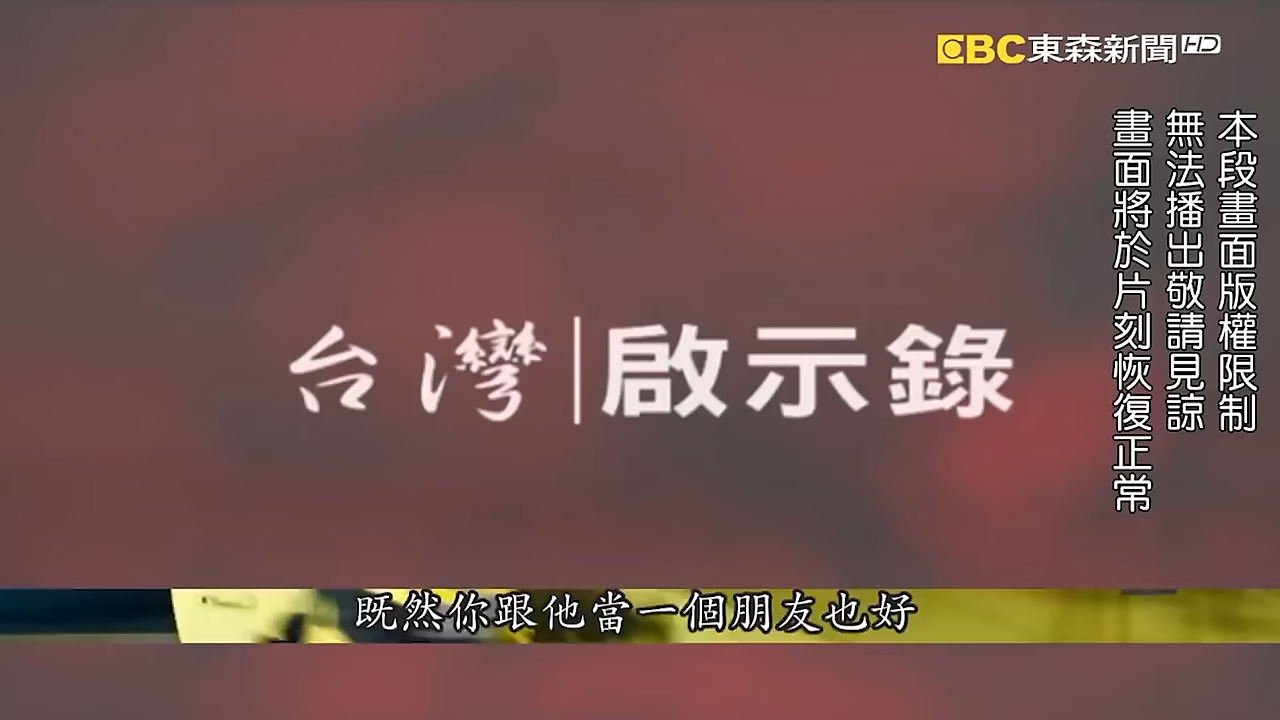 EBC東森新聞HD
本段畫面版權限制
無法播出敬請見諒
畫面將於片刻恢復正常
台灣|啟示錄
既然你跟他當一個朋友也好